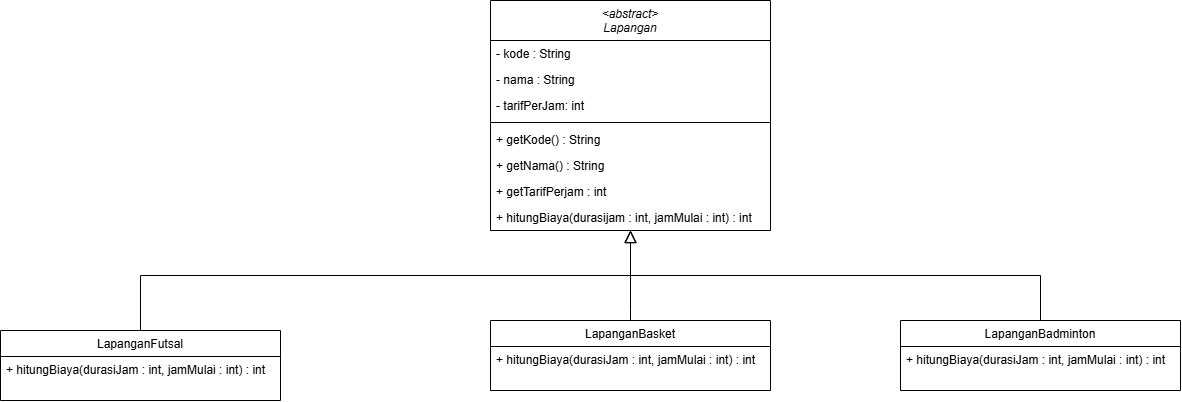 <abstract>
Lapangan
- kode : String
- nama : String
- tarifPerJam: int
+ getKode() : String
+ getNama() : String
+ getTarifPerjam : int
+ hitungBiaya(durasijam : int, jamMulai : int) : int
LapanganFutsal
+ hitungBiaya(durasiJam : int, jamMulai : int) : int
LapanganBasket
+ hitungBiaya(durasiJam : int, jamMulai : int) : int
LapanganBadminton
+ hitungBiaya(durasiJam : int, jamMulai : int) : int